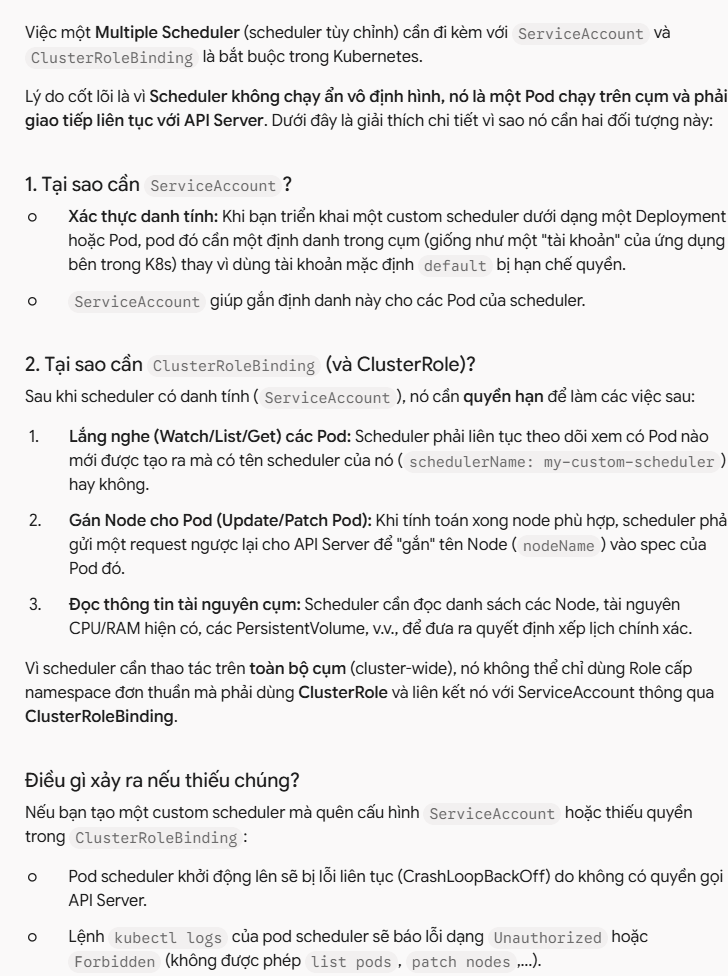 Việc một Multiple Scheduler (scheduler tùy chỉnh) cần đi kèm với ServiceAccount và
ClusterRoleBinding là bắt buộc trong Kubernetes.
Lý do cốt lõi là vì Scheduler không chạy ẩn vô định hình, nó là một Pod chạy trên cụm và phải
giao tiếp liên tục với API Server. Dưới đây là giải thích chi tiết vì sao nó cần hai đối tượng này:
1. Tại sao cần ServiceAccount ?
o Xác thực danh tính: Khi bạn triển khai một custom scheduler dưới dạng một Deployment
hoặc Pod, pod đó cần một định danh trong cụm (giống như một "tài khoản" của ứng dụng
bên trong K8s) thay vì dùng tài khoản mặc định default bị hạn chế quyền.
o ServiceAccount giúp gắn định danh này cho các Pod của scheduler.
2. Tại sao cần ClusterRoleBinding (và ClusterRole)?
Sau khi scheduler có danh tính ( ServiceAccount ), nó cần quyền hạn để làm các việc sau:
1. Lắng nghe (Watch/List/Get) các Pod: Scheduler phải liên tục theo dõi xem có Pod nào
mới được tạo ra mà có tên scheduler của nó ( schedulerName: my-custom-scheduler )
hay không.
2. Gán Node cho Pod (Update/Patch Pod): Khi tính toán xong node phù hợp, scheduler phả
gửi một request ngược lại cho API Server để "gắn" tên Node ( nodeName ) vào spec của
Pod đó.
3. Đọc thông tin tài nguyên cụm: Scheduler cần đọc danh sách các Node, tài nguyên
CPU/RAM hiện có, các PersistentVolume, v.v., để đưa ra quyết định xếp lịch chính xác.
Vì scheduler cần thao tác trên toàn bộ cụm (cluster-wide), nó không thể chỉ dùng Role cấp
namespace đơn thuần mà phải dùng ClusterRole và liên kết nó với ServiceAccount thông qua
ClusterRoleBinding.
Điều gì xảy ra nếu thiếu chúng?
Nếu bạn tạo một custom scheduler mà quên cấu hình ServiceAccount hoặc thiếu quyền
trong ClusterRoleBinding :
o Pod scheduler khởi động lên sẽ bị lỗi liên tục (CrashLoopBackOff) do không có quyền gọi
API Server.
o Lệnh kubectl logs của pod scheduler sẽ báo lỗi dạng Unauthorized hoặc
Forbidden (không được phép list pods , patch nodes ,...).